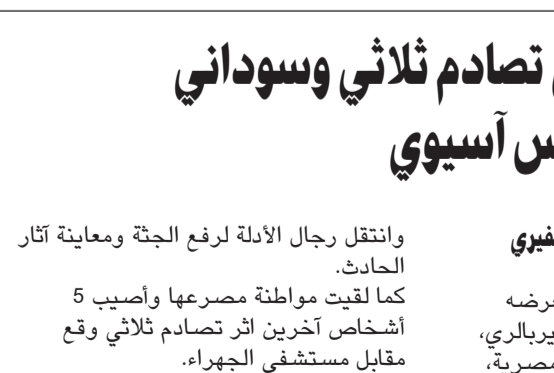 تصادم ثلاثي وسوداني
آسيوي
وانتقل رجال الأدلة لرفع الجثة ومعاينة آثار
الحادث.
كما لقيت مواطنة مصرعها وأصيب 5
أشخاص آخرين اثر تصادم ثلاثي وقع
مقابل مستشفى الجهراء.